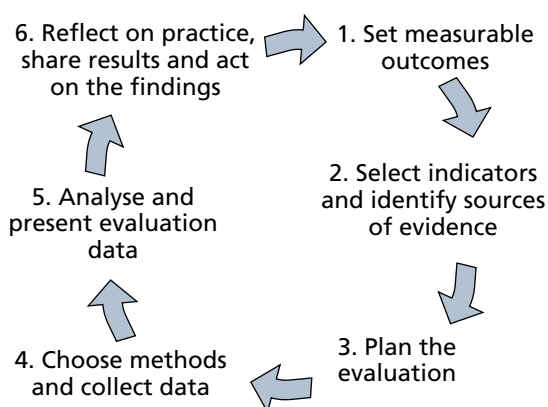 1. Set measurable
outcomes
2. Select indicators
and identify sources
of evidence
3. Plan the
evaluation
4. Choose methods
and collect data
5. Analyse and
present evaluation
data
6. Reflect on practice,
share results and act
on the findings